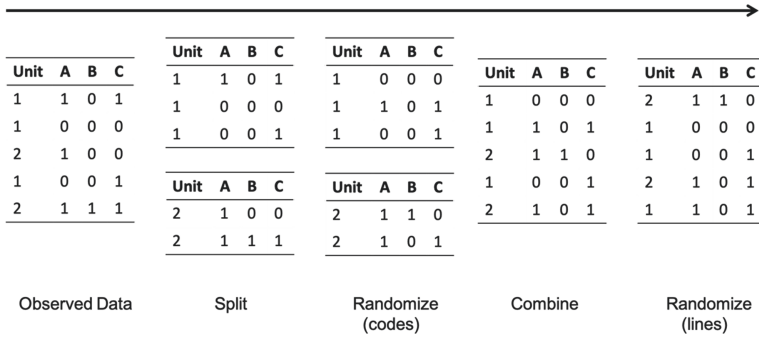 Unit A B C
1 1 0 1
1 0 0 0
2 1 0 0
1 0 0 1
2 1 1 1
Observed Data
Unit A B C
1 1 0 1
1 0 0 0
1 0 0 1
Unit A B C
2 1 0 0
2 1 1 1
Split
Unit A B C
1 0 0 0
1 1 0 1
1 0 0 1
Unit A B C
2 1 1 0
2 1 0 1
Randomize
(codes)
Unit A B C
1 0 0 0
1 1 0 1
2 1 1 0
1 0 0 1
2 1 0 1
Combine
Unit A B C
2 1 1 0
1 0 0 0
1 0 0 1
2 1 0 1
1 1 0 1
Randomize
(lines)